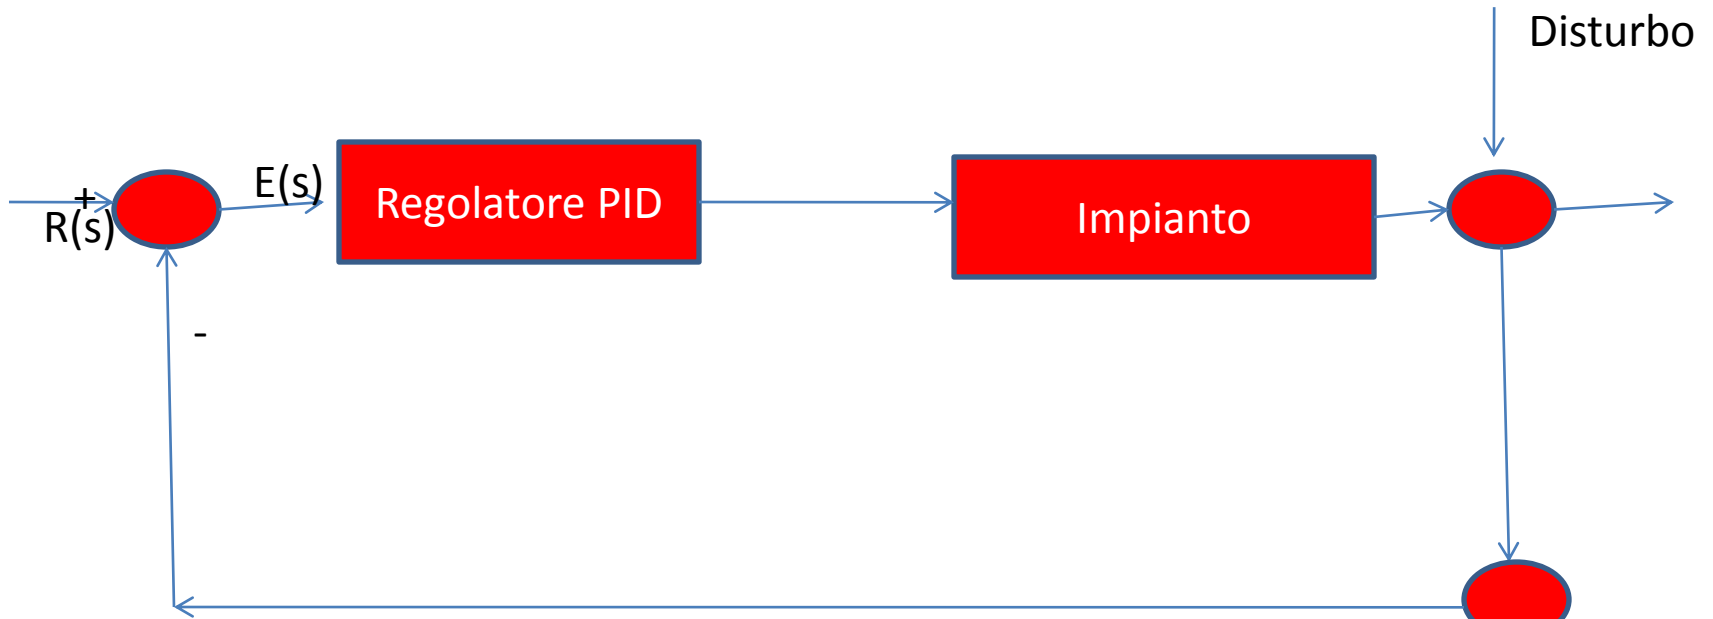 Disturbo
+
R(s)
E(s)
Regolatore PID
Impianto
-